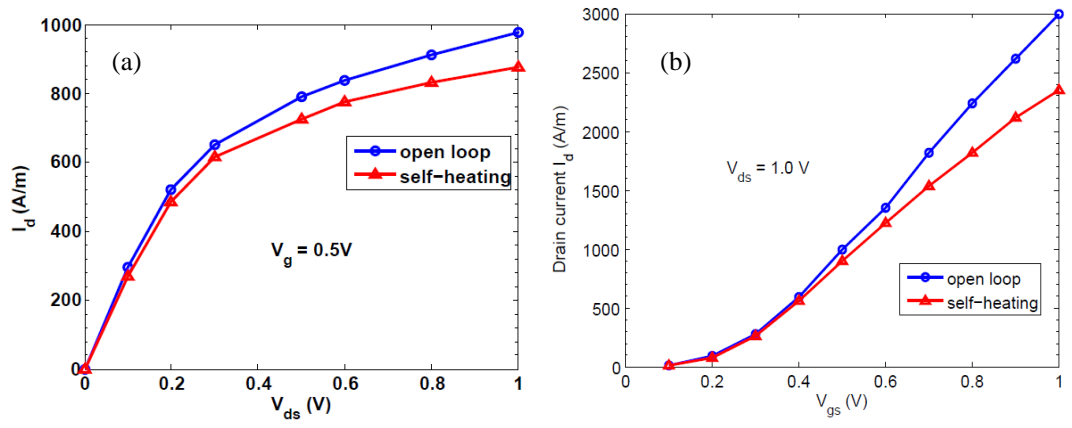 (a)
1000
800
600
400
200
0
0
0.2
0.4
0.6
0.8
1
I_d (A/m)
V_ds (V)
open loop
self-heating
V_g = 0.5V
(b)
3000
2500
2000
1500
1000
500
0
0
0.2
0.4
0.6
0.8
1
Drain current I_d (A/m)
V_gs (V)
V_ds = 1.0 V
open loop
self-heating